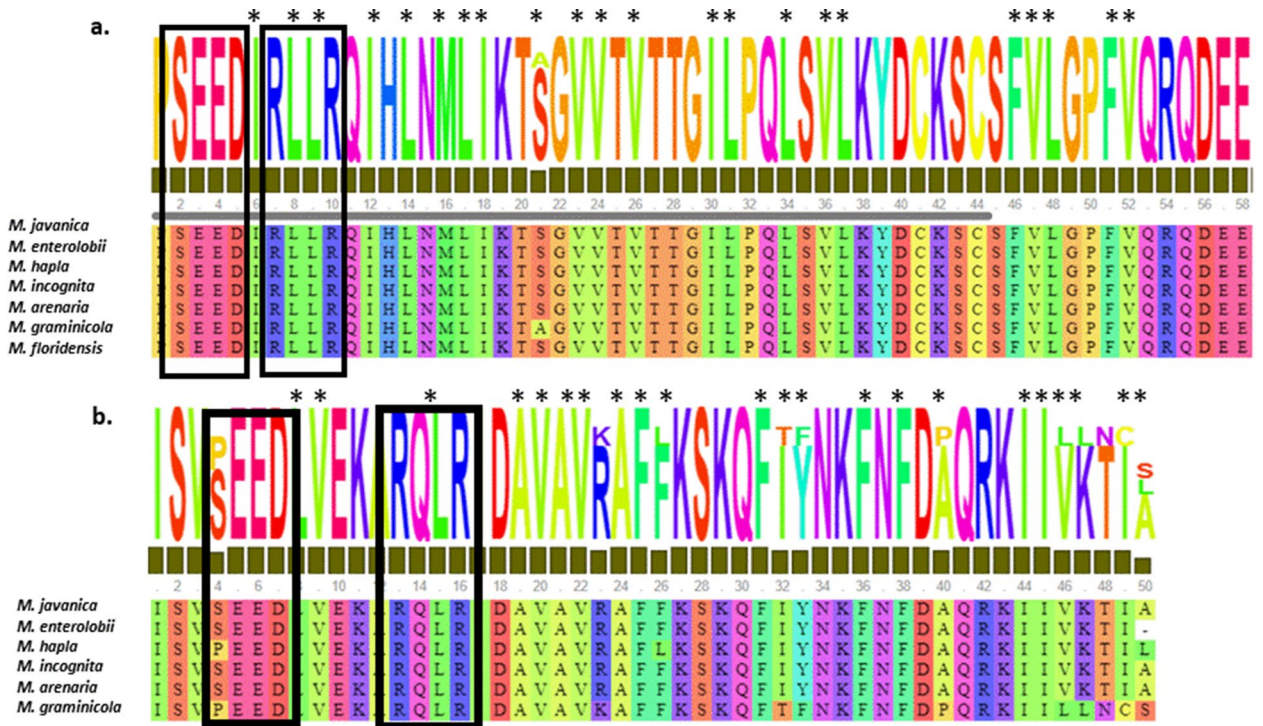 a.
* * * * * * * * * * * * * * * * * * * * * *
A
P S E E D I R L L R Q I H L N M L I K T S G V V T V T T G I L P Q L S V L K Y D C K S C S F V L G P F V Q R Q D E E
2 4 6 8 10 12 14 16 18 20 22 24 26 28 30 32 34 36 38 40 42 44 46 48 50 52 54 56 58
M. javanica P S E E D I R L L R Q I H L N M L I K T S G V V T V T T G I L P Q L S V L K Y D C K S C S F V L G P F V Q R Q D E E
M. enterolobii P S E E D I R L L R Q I H L N M L I K T S G V V T V T T G I L P Q L S V L K Y D C K S C S F V L G P F V Q R Q D E E
M. hapla P S E E D I R L L R Q I H L N M L I K T S G V V T V T T G I L P Q L S V L K Y D C K S C S F V L G P F V Q R Q D E E
M. incognita P S E E D I R L L R Q I H L N M L I K T S G V V T V T T G I L P Q L S V L K Y D C K S C S F V L G P F V Q R Q D E E
M. arenaria P S E E D I R L L R Q I H L N M L I K T S G V V T V T T G I L P Q L S V L K Y D C K S C S F V L G P F V Q R Q D E E
M. graminicola P S E E D I R L L R Q I H L N M L I K T A G V V T V T T G I L P Q L S V L K Y D C K S C S F V L G P F V Q R Q D E E
M. floridensis P S E E D I R L L R Q I H L N M L I K T S G V V T V T T G I L P Q L S V L K Y D C K S C S F V L G P F V Q R Q D E E
b.
* * * * * * * * * * * * * * * * * * * * * *
P K L T F P L L N C S L
I S V S E E D L V E K A R Q L R D A V A V R A F F K S K Q F I Y N K F N F D A Q R K I I V K T I A
2 4 6 8 10 12 14 16 18 20 22 24 26 28 30 32 34 36 38 40 42 44 46 48 50
M. javanica I S V S E E D L V E K A R Q L R D A V A V R A F F K S K Q F I Y N K F N F D A Q R K I I V K T I A
M. enterolobii I S V S E E D L V E K A R Q L R D A V A V R A F F K S K Q F I Y N K F N F D A Q R K I I V K T I -
M. hapla I S V P E E D L V E K A R Q L R D A V A V R A F L K S K Q F I Y N K F N F D A Q R K I I V K T I L
M. incognita I S V S E E D L V E K A R Q L R D A V A V R A F F K S K Q F I Y N K F N F D A Q R K I I V K T I A
M. arenaria I S V S E E D L V E K A R Q L R D A V A V R A F F K S K Q F I Y N K F N F D A Q R K I I V K T I A
M. graminicola I S V P E E D L V E K A R Q L R D A V A V K A F F K S K Q F T F N K F N F D P Q R K I I L L N C S